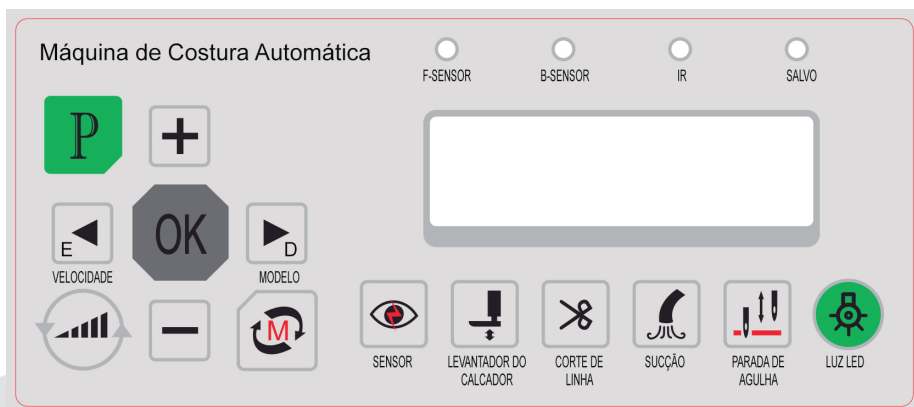 Máquina de Costura Automática
F-SENSOR
B-SENSOR
IR
SALVO
P
+
E
OK
D
VELOCIDADE
MODELO
M
SENSOR
LEVANTADOR DO
CALCADOR
CORTE DE
LINHA
SUCÇÃO
PARADA DE
AGULHA
LUZ LED